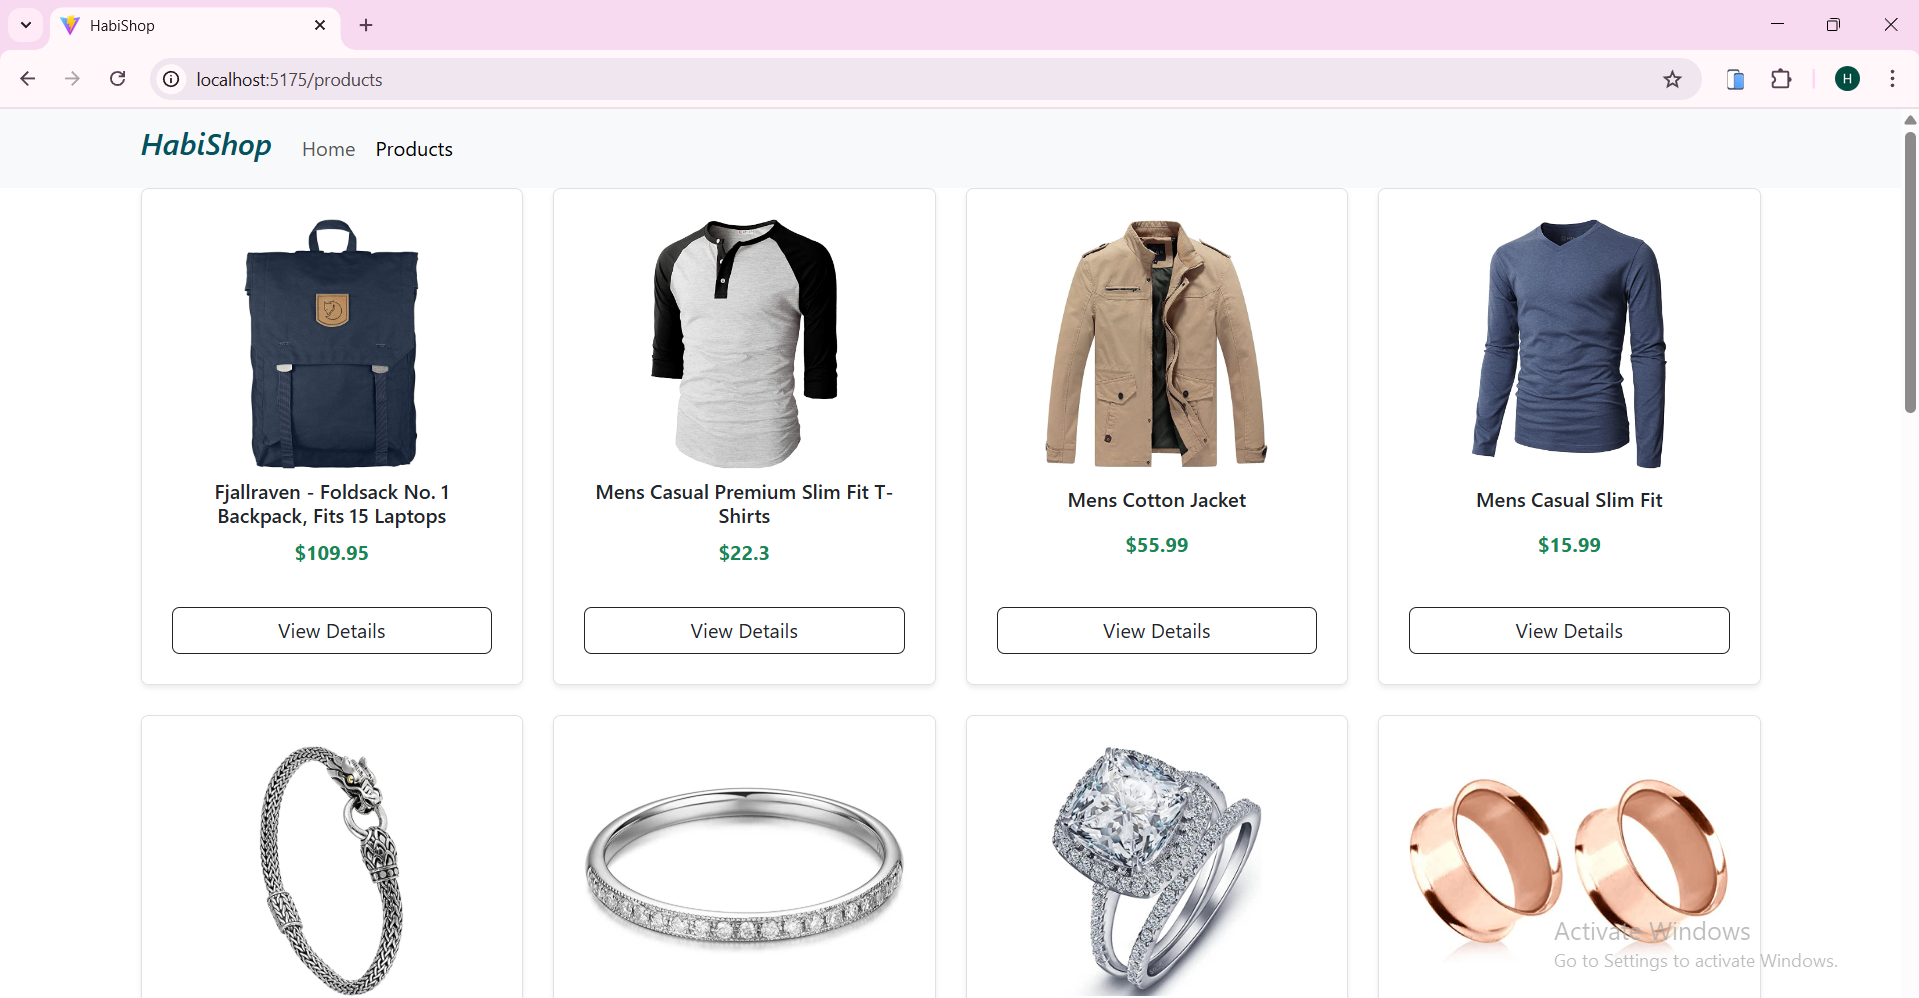 HabiShop
localhost:5175/products
H
HabiShop Home Products
Fjallraven - Foldsack No. 1
Backpack, Fits 15 Laptops
$109.95
View Details
Mens Casual Premium Slim Fit T-
Shirts
$22.3
View Details
Mens Cotton Jacket
$55.99
View Details
Mens Casual Slim Fit
$15.99
View Details
Activate Windows
Go to Settings to activate Windows.